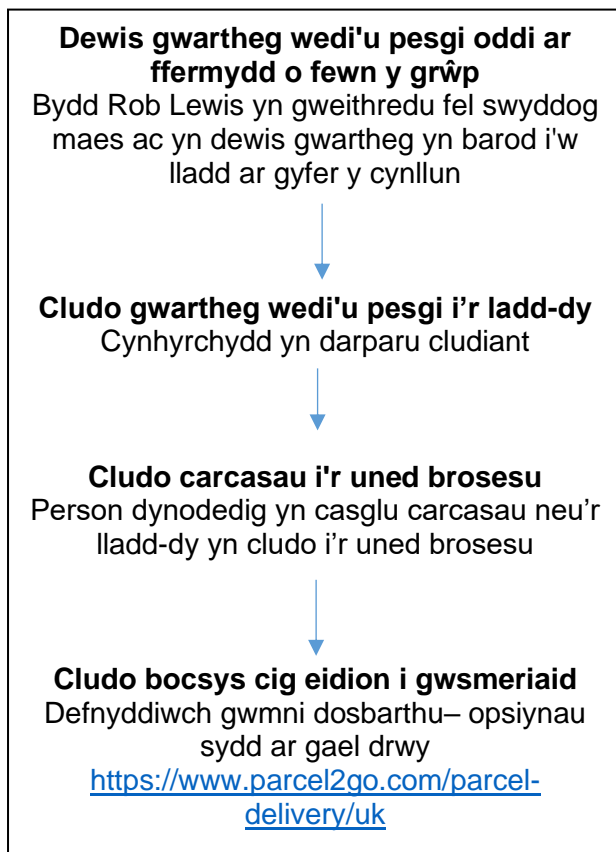 Dewis gwartheg wedi'u pesgi oddi ar
ffermydd o fewn y grŵp
Bydd Rob Lewis yn gweithredu fel swyddog
maes ac yn dewis gwartheg yn barod i'w
lladd ar gyfer y cynllun
Cludo gwartheg wedi'u pesgi i’r ladd-dy
Cynhyrchydd yn darparu cludiant
Cludo carcasau i'r uned brosesu
Person dynodedig yn casglu carcasau neu’r
lladd-dy yn cludo i’r uned brosesu
Cludo bocsys cig eidion i gwsmeriaid
Defnyddiwch gwmni dosbarthu– opsiynau
sydd ar gael drwy
https://www.parcel2go.com/parcel-
delivery/uk